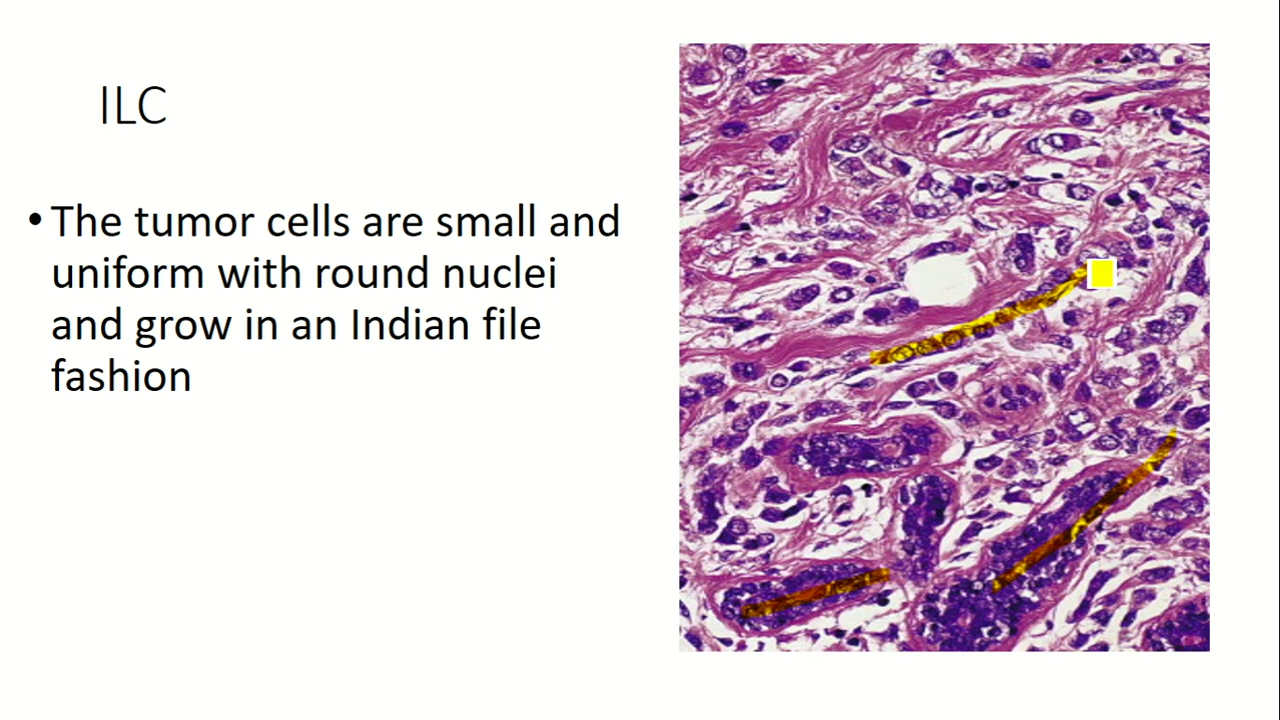 ILC
• The tumor cells are small and
uniform with round nuclei
and grow in an Indian file
fashion